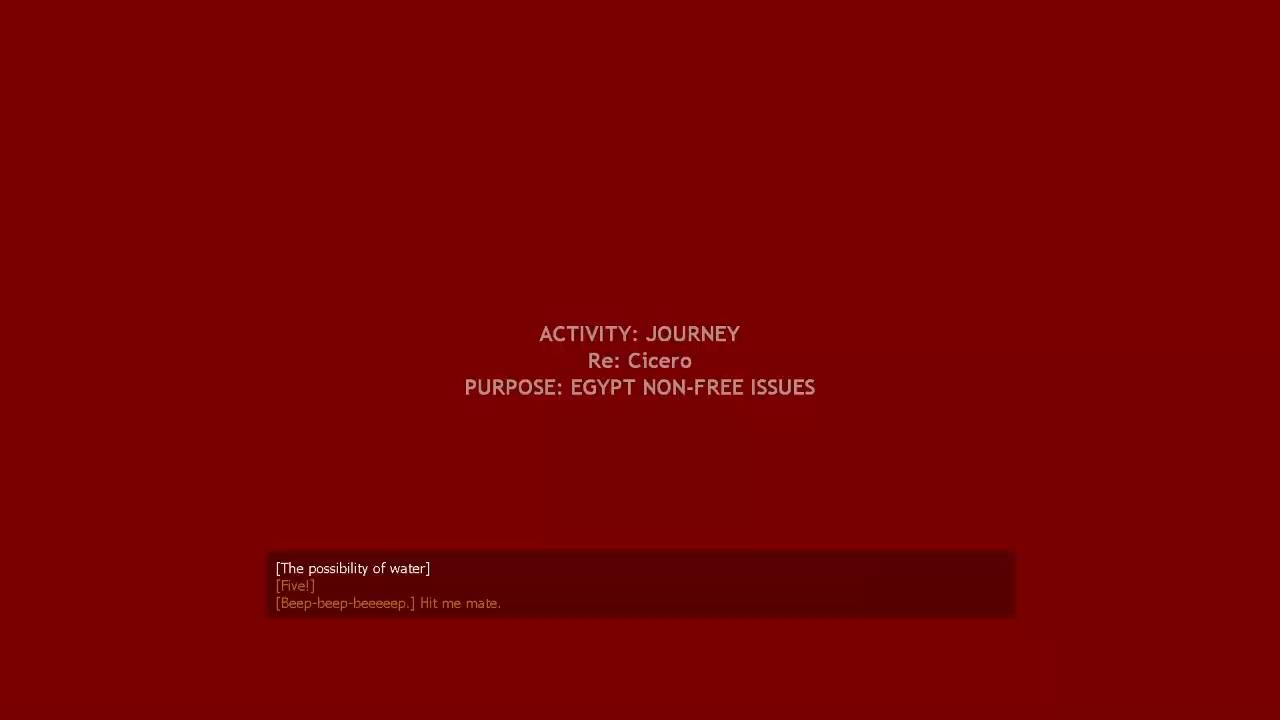 ACTIVITY: JOURNEY
Re: Cicero
PURPOSE: EGYPT NON-FREE ISSUES
[The possibility of water]
[Five!]
[Beep-beep-beeeeep.] Hit me mate.